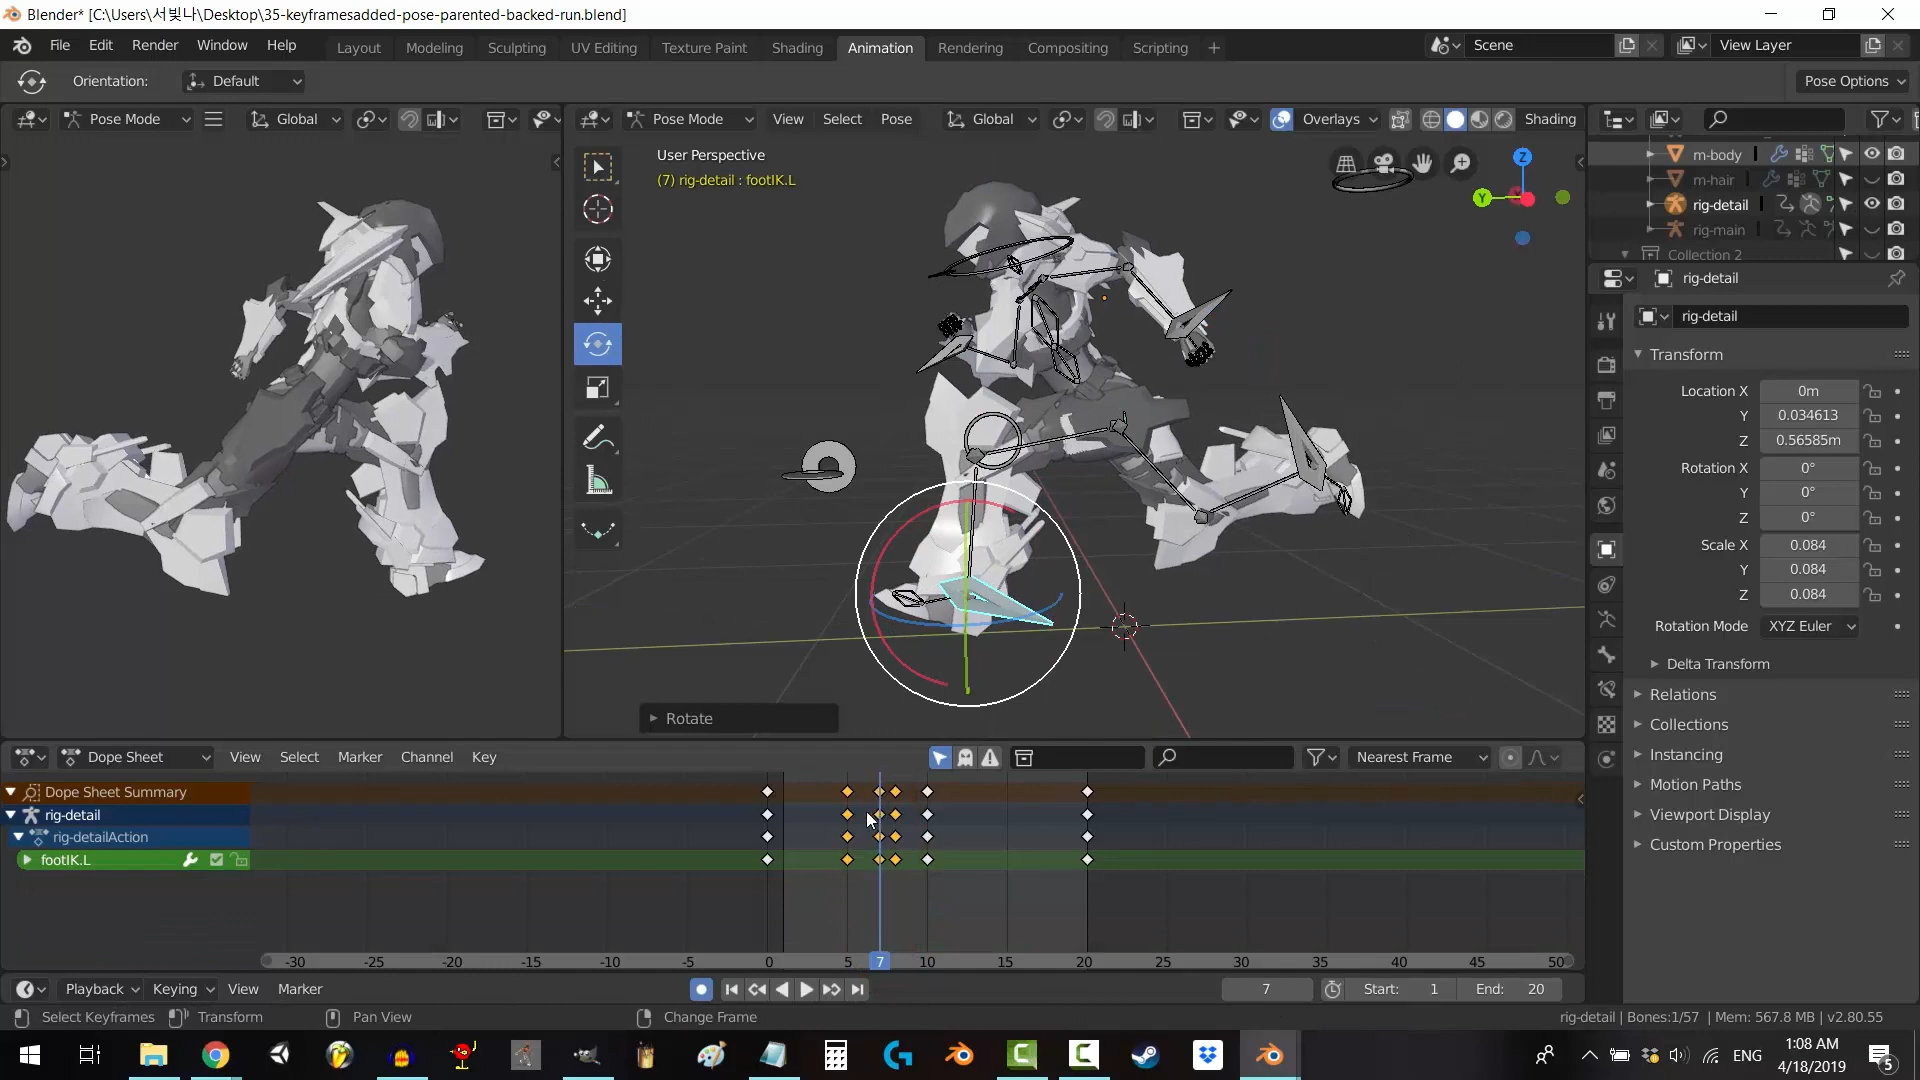 Blender* [C:\Users\서빛나\Desktop\35-keyframesadded-pose-parented-backed-run.blend]
File Edit Render Window Help
Layout Modeling Sculpting UV Editing Texture Paint Shading Animation Rendering Compositing Scripting +
Scene
View Layer
Orientation: Default
Pose Options
Pose Mode Global
Pose Mode View Select Pose Global Overlays Shading
User Perspective
(7) rig-detail : footIK.L
Z
Y
m-body
m-hair
rig-detail
rig-main
Collection 2
rig-detail
rig-detail
Transform
Location X 0m
Y 0.034613
Z 0.56585m
Rotation X 0°
Y 0°
Z 0°
Scale X 0.084
Y 0.084
Z 0.084
Rotation Mode XYZ Euler
Delta Transform
Relations
Collections
Instancing
Motion Paths
Viewport Display
Custom Properties
Rotate
Dope Sheet View Select Marker Channel Key Nearest Frame
Dope Sheet Summary
rig-detail
rig-detailAction
footIK.L
-30 -25 -20 -15 -10 -5 0 5 7 10 15 20 25 30 35 40 45 50
Playback Keying View Marker 7 Start: 1 End: 20
Select Keyframes Transform Pan View Change Frame rig-detail | Bones:1/57 | Mem: 567.8 MB | v2.80.55
ENG
1:08 AM
4/18/2019
5